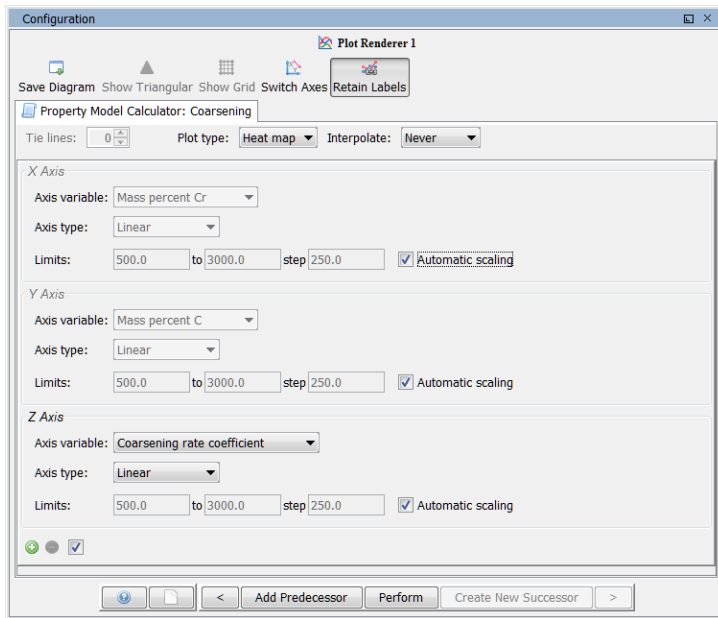 Configuration
Plot Renderer 1
Save Diagram Show Triangular Show Grid Switch Axes Retain Labels
Property Model Calculator: Coarsening
Tie lines: 0 Plot type: Heat map Interpolate: Never
X Axis
Axis variable: Mass percent Cr
Axis type: Linear
Limits: 500.0 to 3000.0 step 250.0 Automatic scaling
Y Axis
Axis variable: Mass percent C
Axis type: Linear
Limits: 500.0 to 3000.0 step 250.0 Automatic scaling
Z Axis
Axis variable: Coarsening rate coefficient
Axis type: Linear
Limits: 500.0 to 3000.0 step 250.0 Automatic scaling
< Add Predecessor Perform Create New Successor >